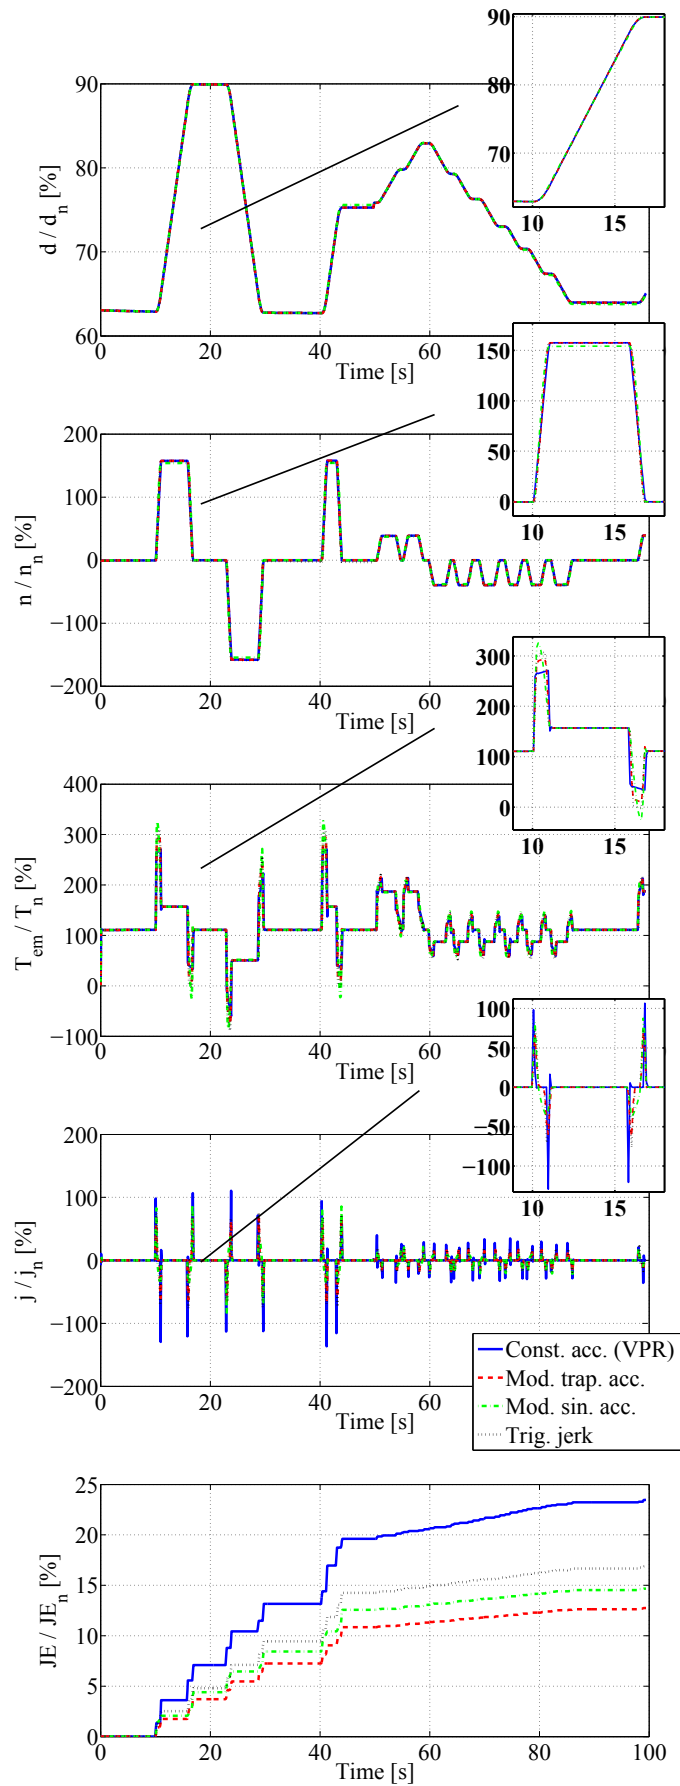 90
80
70
10 15
90
80
70
60
d / d_n [%]
0 20 40 60
Time [s]
150
100
50
0
10 15
200
100
0
−100
−200
n / n_n [%]
0 20 40 60
Time [s]
300
200
100
0
10 15
400
300
200
100
0
−100
T_em / T_n [%]
0 20 40 60
Time [s]
100
50
0
−50
−100
10 15
200
100
0
−100
−200
j / j_n [%]
0 20 40 60
Time [s]
Const. acc. (VPR)
Mod. trap. acc.
Mod. sin. acc.
Trig. jerk
25
20
15
10
5
0
JE / JE_n [%]
0 20 40 60 80 100
Time [s]